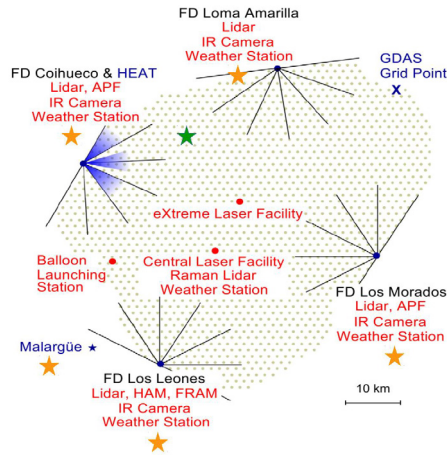 FD Loma Amarilla
Lidar
IR Camera
Weather Station
GDAS
Grid Point
X
FD Coihueco & HEAT
Lidar, APF
IR Camera
Weather Station
eXtreme Laser Facility
Balloon
Launching
Station
Central Laser Facility
Raman Lidar
Weather Station
FD Los Morados
Lidar, APF
IR Camera
Weather Station
Malargüe
FD Los Leones
Lidar, HAM, FRAM
IR Camera
Weather Station
10 km